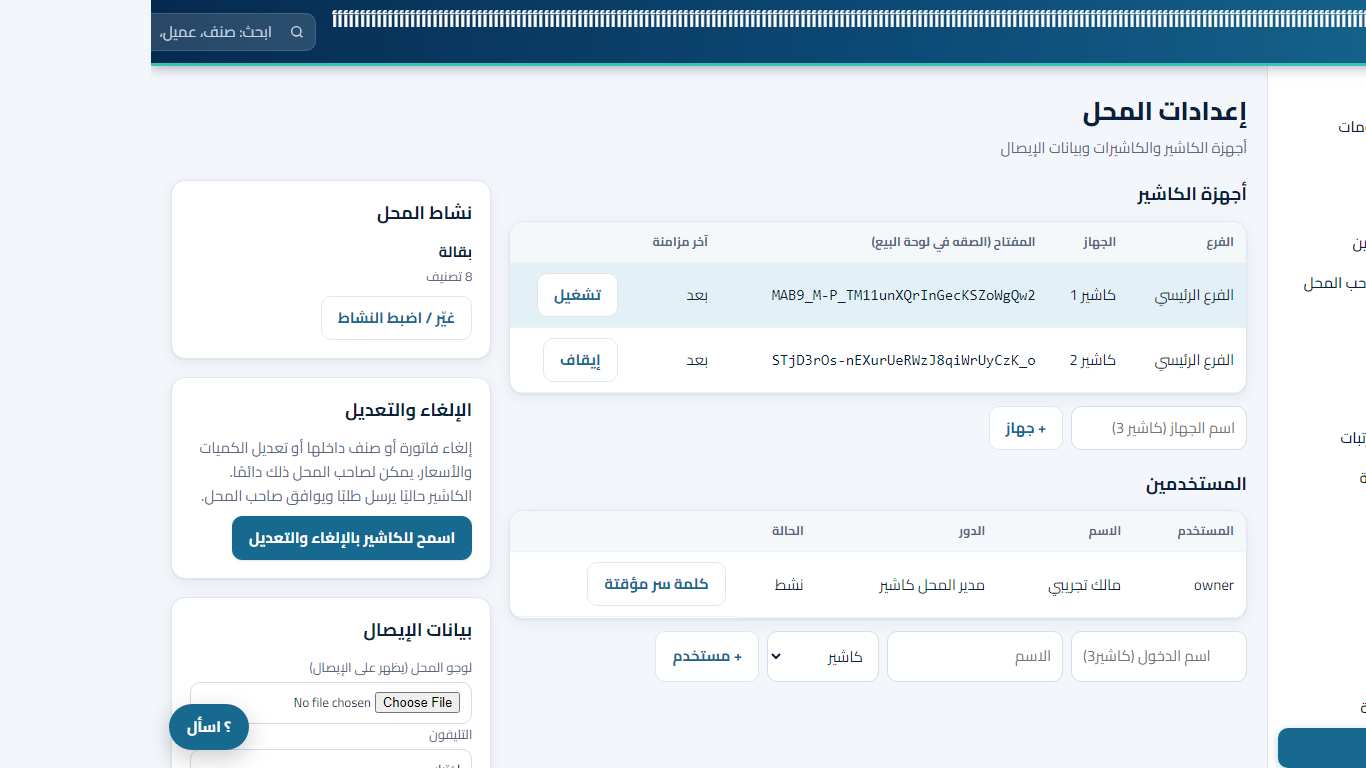 ابحث: صنف، عميل،
إعدادات المحل
أجهزة الكاشير والكاشيرات وبيانات الإيصال
أجهزة الكاشير
الفرع الجهاز المفتاح (الصقه في لوحة البيع) آخر مزامنة
الفرع الرئيسي كاشير 1 MAB9_M-P_TM11unXQrInGecKSZoWgQw2 بعد تشغيل
الفرع الرئيسي كاشير 2 STjD3rOs-nEXurUeRWzJ8qiWrUyCzK_o بعد إيقاف
اسم الجهاز (كاشير 3) + جهاز
المستخدمين
المستخدم الاسم الدور الحالة
owner مالك تجريبي مدير المحل كاشير نشط كلمة سر مؤقتة
اسم الدخول (كاشير3) الاسم كاشير + مستخدم
نشاط المحل
بقالة
8 تصنيف
غيّر / اضبط النشاط
الإلغاء والتعديل
إلغاء فاتورة أو صنف داخلها أو تعديل الكميات
والأسعار. يمكن لصاحب المحل ذلك دائمًا.
الكاشير حاليًا يرسل طلبًا ويوافق صاحب المحل.
اسمح للكاشير بالإلغاء والتعديل
بيانات الإيصال
لوجو المحل (يظهر على الإيصال)
Choose File No file chosen
التليفون
؟ اسأل
المحل